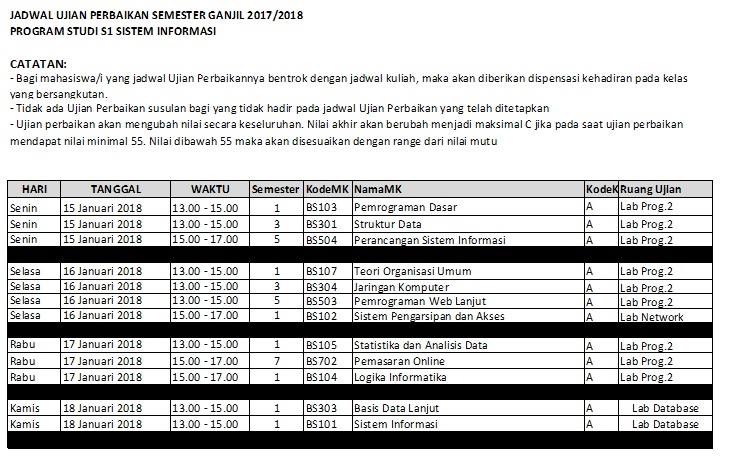 JADWAL UJIAN PERBAIKAN SEMESTER GANJIL 2017/2018
PROGRAM STUDI S1 SISTEM INFORMASI
CATATAN:
- Bagi mahasiswa/i yang jadwal Ujian Perbaikannya bentrok dengan jadwal kuliah, maka akan diberikan dispensasi kehadiran pada kelas
yang bersangkutan.
- Tidak ada Ujian Perbaikan susulan bagi yang tidak hadir pada jadwal Ujian Perbaikan yang telah ditetapkan
- Ujian perbaikan akan mengubah nilai secara keseluruhan. Nilai akhir akan berubah menjadi maksimal C jika pada saat ujian perbaikan
mendapat nilai minimal 55. Nilai dibawah 55 maka akan disesuaikan dengan range dari nilai mutu
HARI TANGGAL WAKTU Semester KodeMK NamaMK KodeK Ruang Ujian
Senin 15 Januari 2018 13.00 - 15.00 1 BS103 Pemrograman Dasar A Lab Prog.2
Senin 15 Januari 2018 13.00 - 15.00 3 BS301 Struktur Data A Lab Prog.2
Senin 15 Januari 2018 15.00 - 17.00 5 BS504 Perancangan Sistem Informasi A Lab Prog.2
Selasa 16 Januari 2018 13.00 - 15.00 1 BS107 Teori Organisasi Umum A Lab Prog.2
Selasa 16 Januari 2018 13.00 - 15.00 3 BS304 Jaringan Komputer A Lab Prog.2
Selasa 16 Januari 2018 13.00 - 15.00 5 BS503 Pemrograman Web Lanjut A Lab Prog.2
Selasa 16 Januari 2018 15.00 - 17.00 1 BS102 Sistem Pengarsipan dan Akses A Lab Network
Rabu 17 Januari 2018 13.00 - 15.00 1 BS105 Statistika dan Analisis Data A Lab Prog.2
Rabu 17 Januari 2018 15.00 - 17.00 7 BS702 Pemasaran Online A Lab Prog.2
Rabu 17 Januari 2018 15.00 - 17.00 1 BS104 Logika Informatika A Lab Prog.2
Kamis 18 Januari 2018 13.00 - 15.00 1 BS303 Basis Data Lanjut A Lab Database
Kamis 18 Januari 2018 13.00 - 15.00 1 BS101 Sistem Informasi A Lab Database